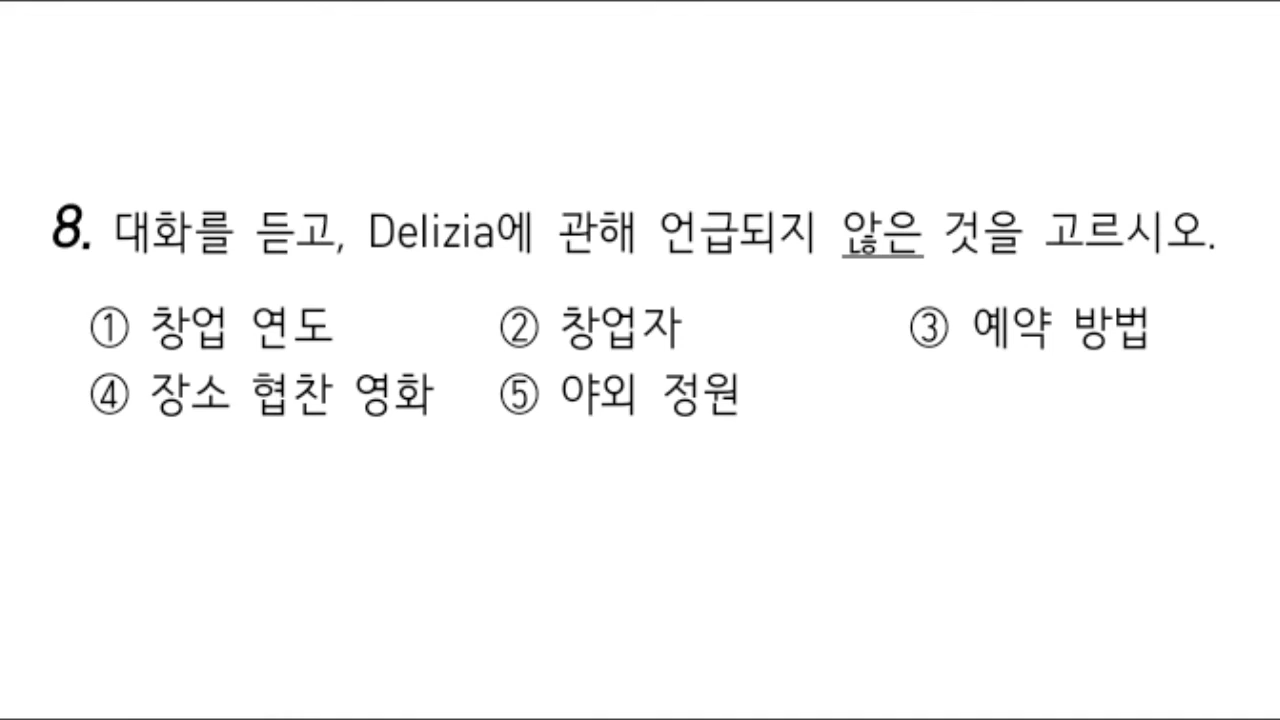 8. 대화를 듣고, Delizia에 관해 언급되지 않은 것을 고르시오.
① 창업 연도 ② 창업자 ③ 예약 방법
④ 장소 협찬 영화 ⑤ 야외 정원